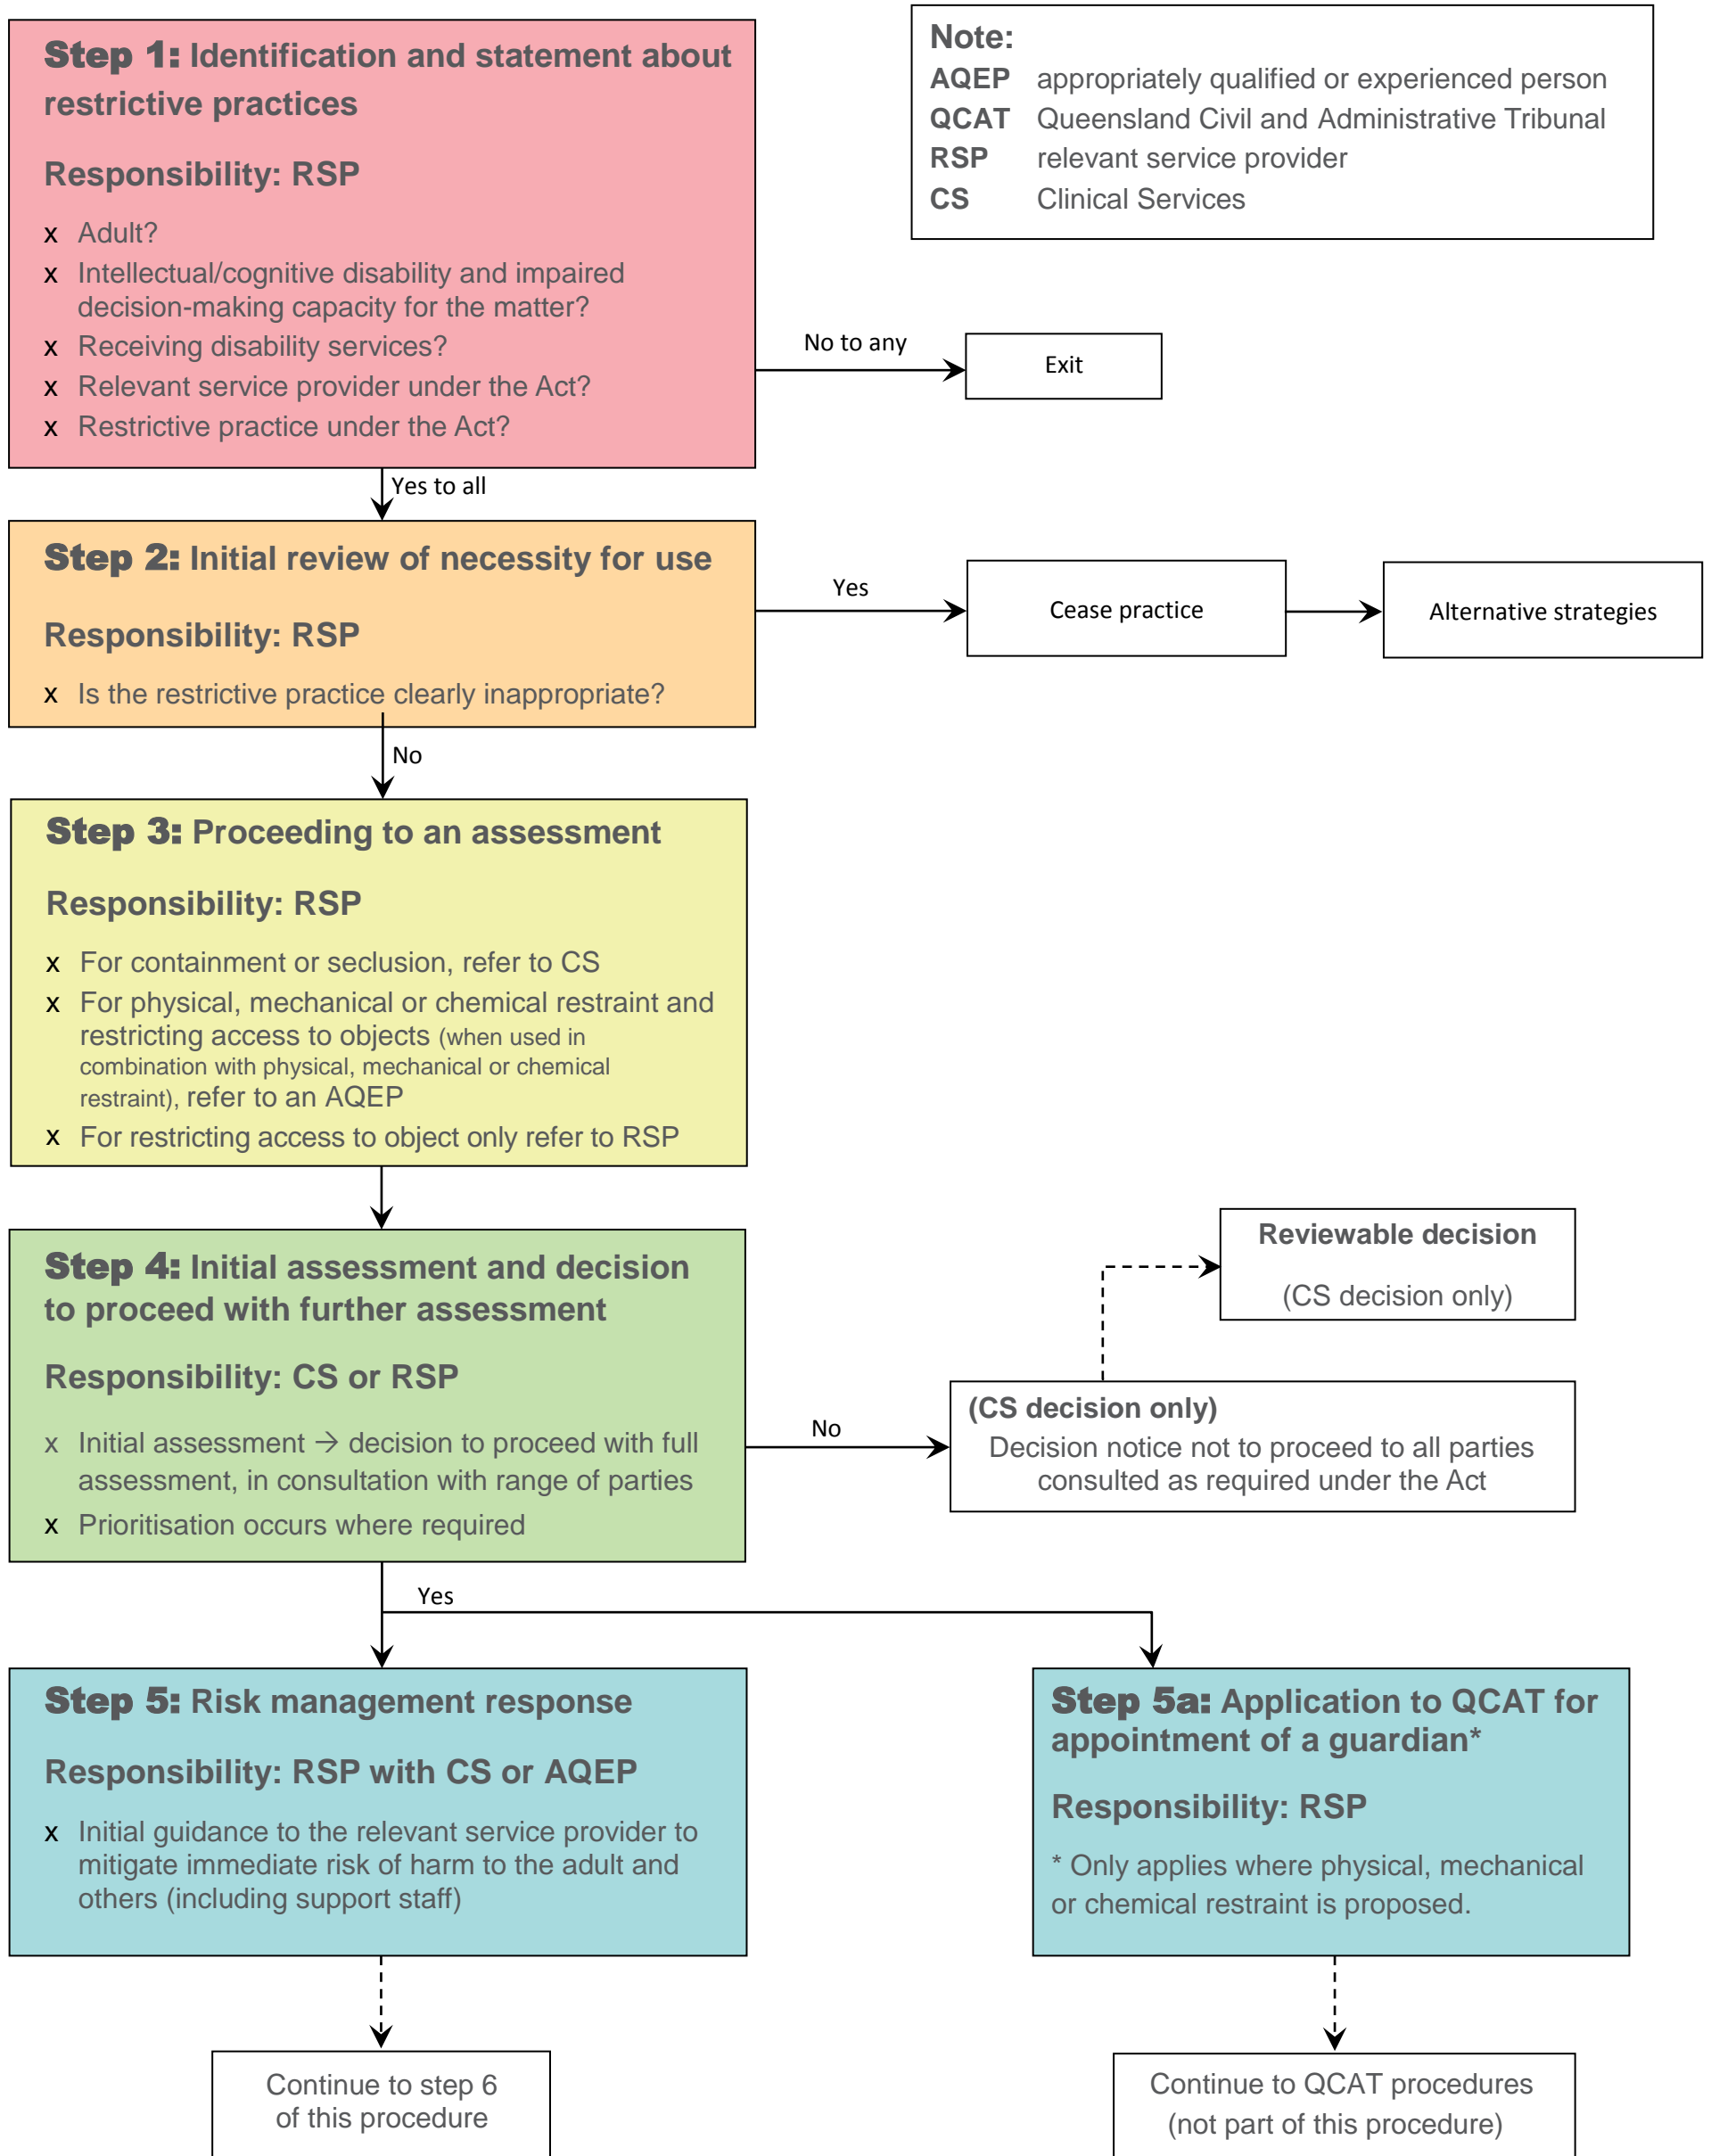 Step 1: Identification and statement about
restrictive practices
Responsibility: RSP
x Adult?
x Intellectual/cognitive disability and impaired
decision-making capacity for the matter?
x Receiving disability services?
x Relevant service provider under the Act?
x Restrictive practice under the Act?
Note:
AQEP appropriately qualified or experienced person
QCAT Queensland Civil and Administrative Tribunal
RSP relevant service provider
CS Clinical Services
No to any
Exit
Yes to all
Step 2: Initial review of necessity for use
Responsibility: RSP
x Is the restrictive practice clearly inappropriate?
Yes
Cease practice
Alternative strategies
No
Step 3: Proceeding to an assessment
Responsibility: RSP
x For containment or seclusion, refer to CS
x For physical, mechanical or chemical restraint and
restricting access to objects (when used in
combination with physical, mechanical or chemical
restraint), refer to an AQEP
x For restricting access to object only refer to RSP
Step 4: Initial assessment and decision
to proceed with further assessment
Responsibility: CS or RSP
x Initial assessment → decision to proceed with full
assessment, in consultation with range of parties
x Prioritisation occurs where required
No
Reviewable decision
(CS decision only)
(CS decision only)
Decision notice not to proceed to all parties
consulted as required under the Act
Yes
Step 5: Risk management response
Responsibility: RSP with CS or AQEP
x Initial guidance to the relevant service provider to
mitigate immediate risk of harm to the adult and
others (including support staff)
Step 5a: Application to QCAT for
appointment of a guardian*
Responsibility: RSP
* Only applies where physical, mechanical
or chemical restraint is proposed.
Continue to step 6
of this procedure
Continue to QCAT procedures
(not part of this procedure)